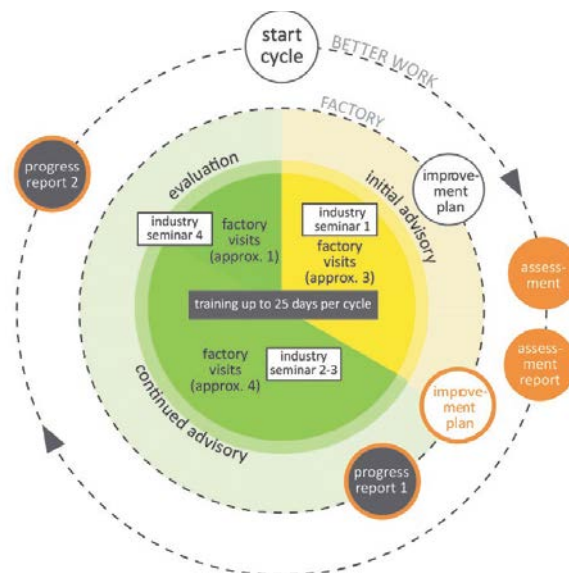 start
cycle
BETTER WORK
FACTORY
improve-
ment
plan
initial advisory
assess-
ment
assess-
ment
report
improve-
ment
plan
progress
report 1
continued advisory
progress
report 2
evaluation
industry
seminar 1
factory
visits
(approx. 3)
industry
seminar 4
factory
visits
(approx. 1)
training up to 25 days per cycle
factory
visits
(approx. 4)
industry
seminar 2-3